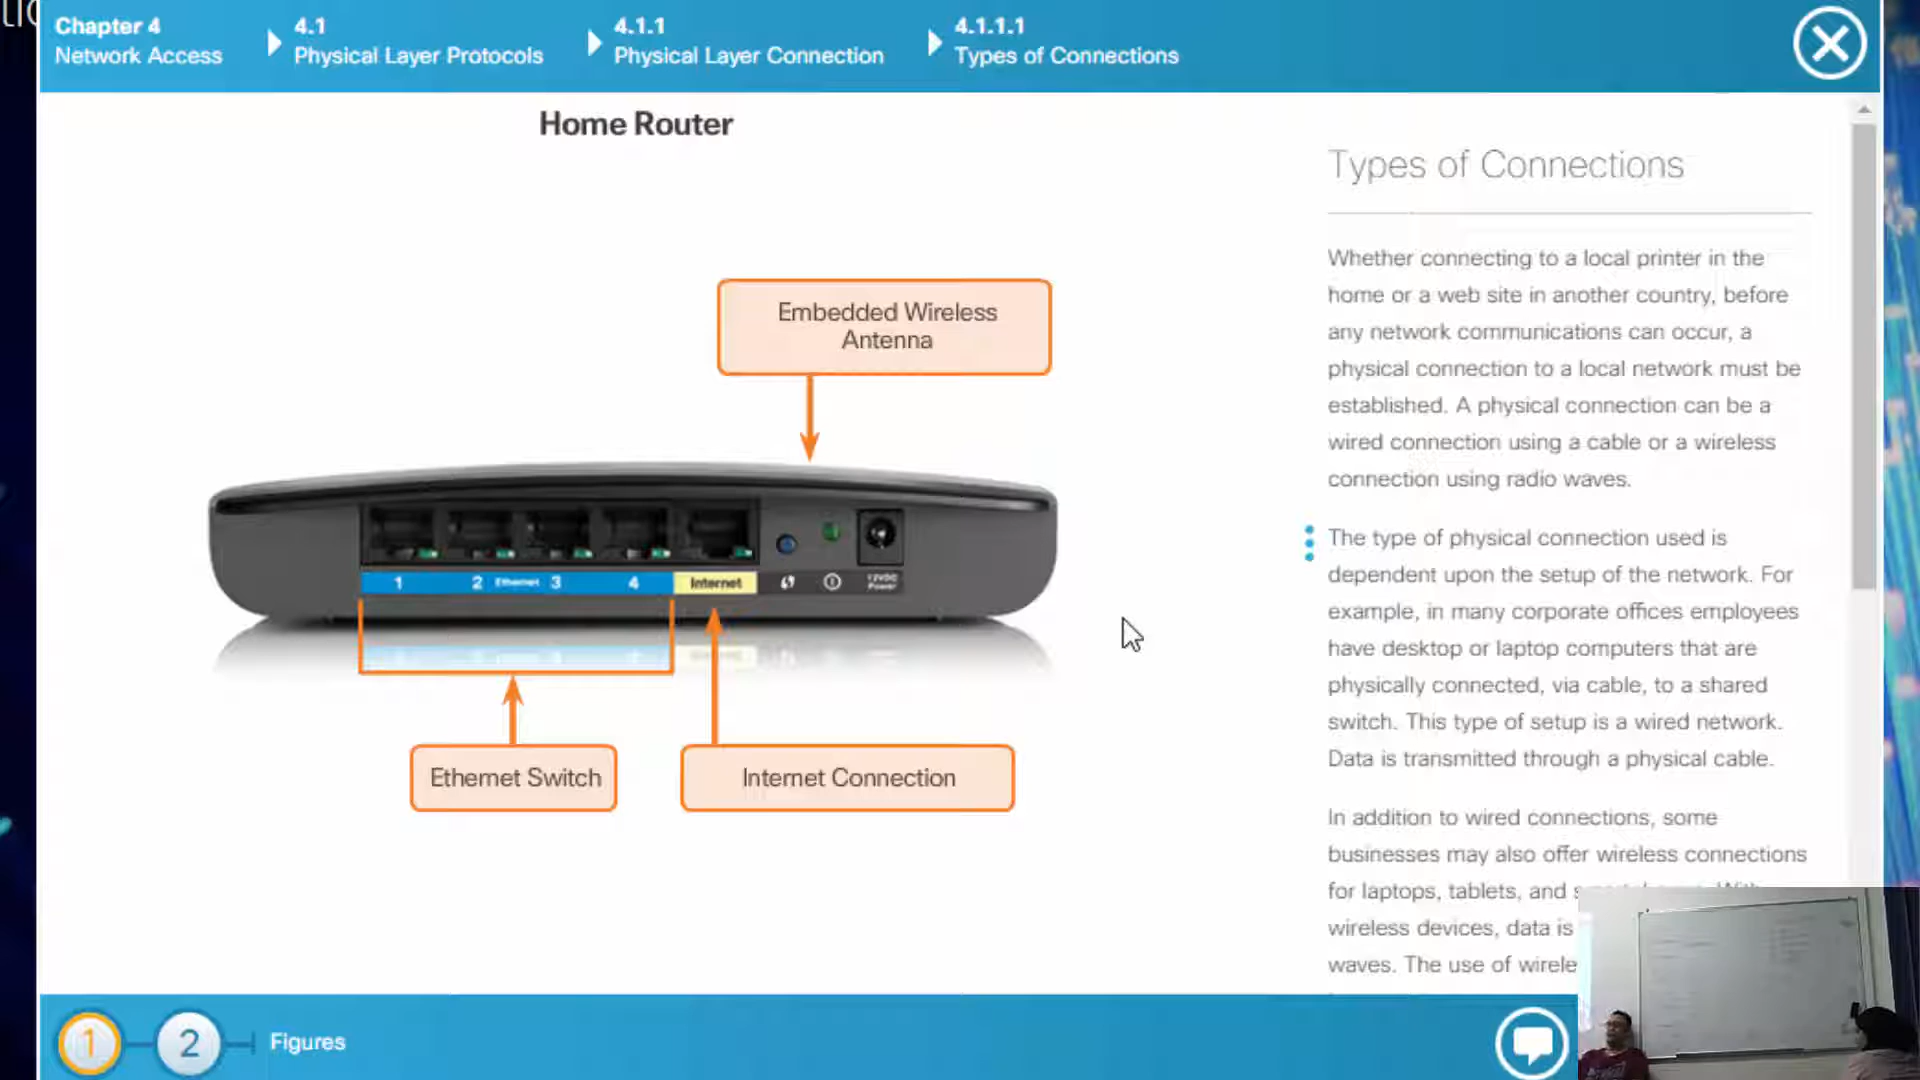 Chapter 4
Network Access
4.1
Physical Layer Protocols
4.1.1
Physical Layer Connection
4.1.1.1
Types of Connections
Home Router
Embedded Wireless
Antenna
1 2 Ethernet 3 4 Internet 12VDC
Power
Ethernet Switch
Internet Connection
Types of Connections
Whether connecting to a local printer in the
home or a web site in another country, before
any network communications can occur, a
physical connection to a local network must be
established. A physical connection can be a
wired connection using a cable or a wireless
connection using radio waves.
The type of physical connection used is
dependent upon the setup of the network. For
example, in many corporate offices employees
have desktop or laptop computers that are
physically connected, via cable, to a shared
switch. This type of setup is a wired network.
Data is transmitted through a physical cable.
In addition to wired connections, some
businesses may also offer wireless connections
for laptops, tablets, and
wireless devices, data is
waves. The use of wirele
1 2 Figures